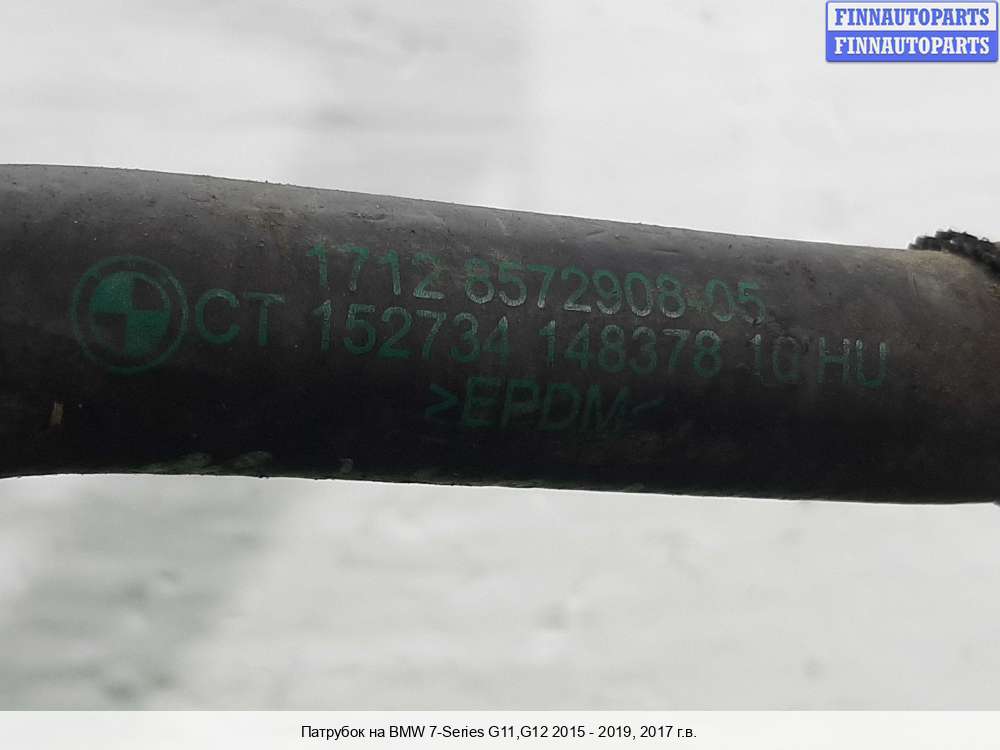 FINNAUTOPARTS
FINNAUTOPARTS
1712 8572908-05
CT 152734 148378 10 HU
>EPDM<
Патрубок на BMW 7-Series G11,G12 2015 - 2019, 2017 г.в.